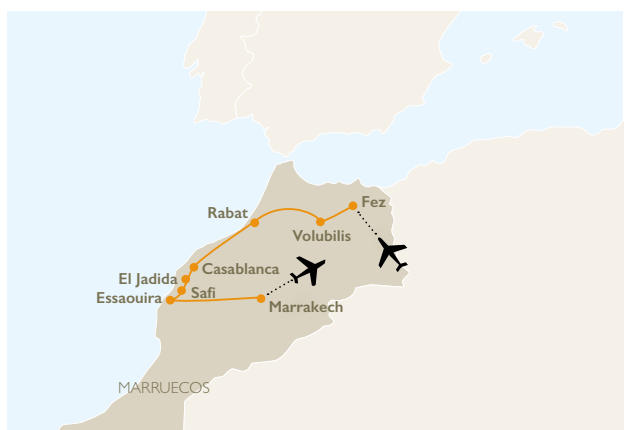 Fez
Rabat
Volubilis
Casablanca
El Jadida
Safi
Essaouira
Marrakech
MARRUECOS